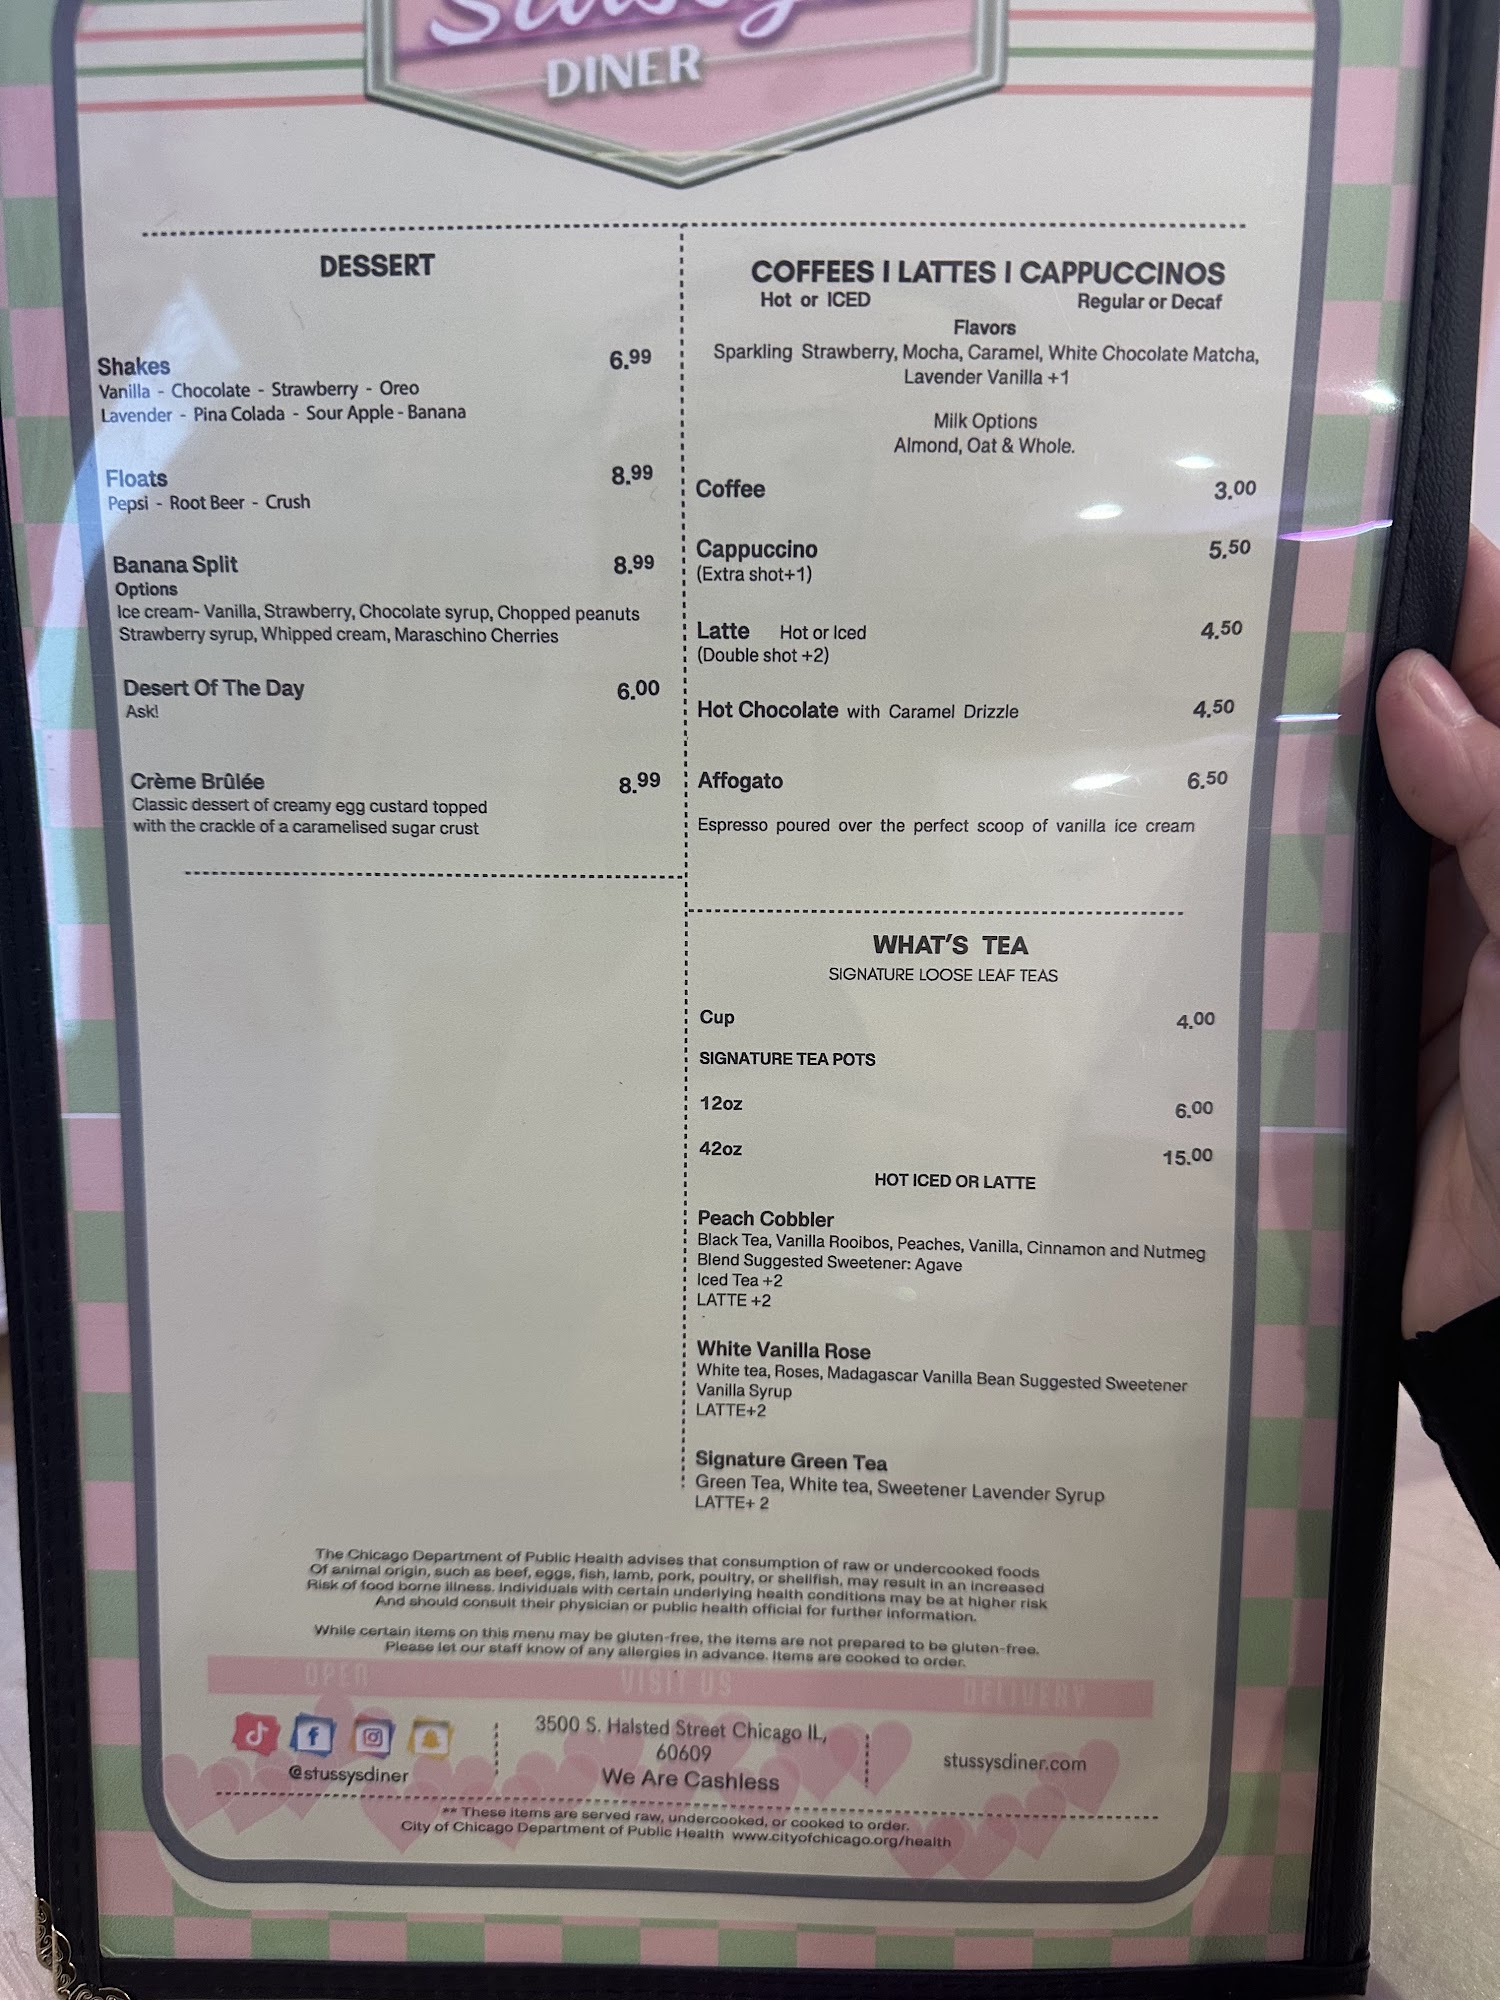 DINER
DESSERT
Shakes 6.99
Vanilla - Chocolate - Strawberry - Oreo
Lavender - Pina Colada - Sour Apple - Banana
Floats 8.99
Pepsi - Root Beer - Crush
Banana Split 8.99
Options
Ice cream- Vanilla, Strawberry, Chocolate syrup, Chopped peanuts
Strawberry syrup, Whipped cream, Maraschino Cherries
Desert Of The Day 6.00
Ask!
Crème Brûlée 8.99
Classic dessert of creamy egg custard topped
with the crackle of a caramelised sugar crust
COFFEES I LATTES I CAPPUCCINOS
Hot or ICED Regular or Decaf
Flavors
Sparkling Strawberry, Mocha, Caramel, White Chocolate Matcha,
Lavender Vanilla +1
Milk Options
Almond, Oat & Whole.
Coffee 3.00
Cappuccino 5.50
(Extra shot+1)
Latte Hot or Iced 4.50
(Double shot +2)
Hot Chocolate with Caramel Drizzle 4.50
Affogato 6.50
Espresso poured over the perfect scoop of vanilla ice cream
WHAT'S TEA
SIGNATURE LOOSE LEAF TEAS
Cup 4.00
SIGNATURE TEA POTS
12oz 6.00
42oz 15.00
HOT ICED OR LATTE
Peach Cobbler
Black Tea, Vanilla Rooibos, Peaches, Vanilla, Cinnamon and Nutmeg
Blend Suggested Sweetener: Agave
Iced Tea +2
LATTE +2
White Vanilla Rose
White tea, Roses, Madagascar Vanilla Bean Suggested Sweetener
Vanilla Syrup
LATTE+2
Signature Green Tea
Green Tea, White tea, Sweetener Lavender Syrup
LATTE+ 2
The Chicago Department of Public Health advises that consumption of raw or undercooked foods
Of animal origin, such as beef, eggs, fish, lamb, pork, poultry, or shellfish, may result in an increased
Risk of food borne illness. Individuals with certain underlying health conditions may be at higher risk
And should consult their physician or public health official for further information.
While certain items on this menu may be gluten-free, the items are not prepared to be gluten-free.
Please let our staff know of any allergies in advance. Items are cooked to order.
OPEN VISIT US DELIVERY
@stussysdiner
3500 S. Halsted Street Chicago IL,
60609
We Are Cashless
stussysdiner.com
** These items are served raw, undercooked, or cooked to order.
City of Chicago Department of Public Health www.cityofchicago.org/health